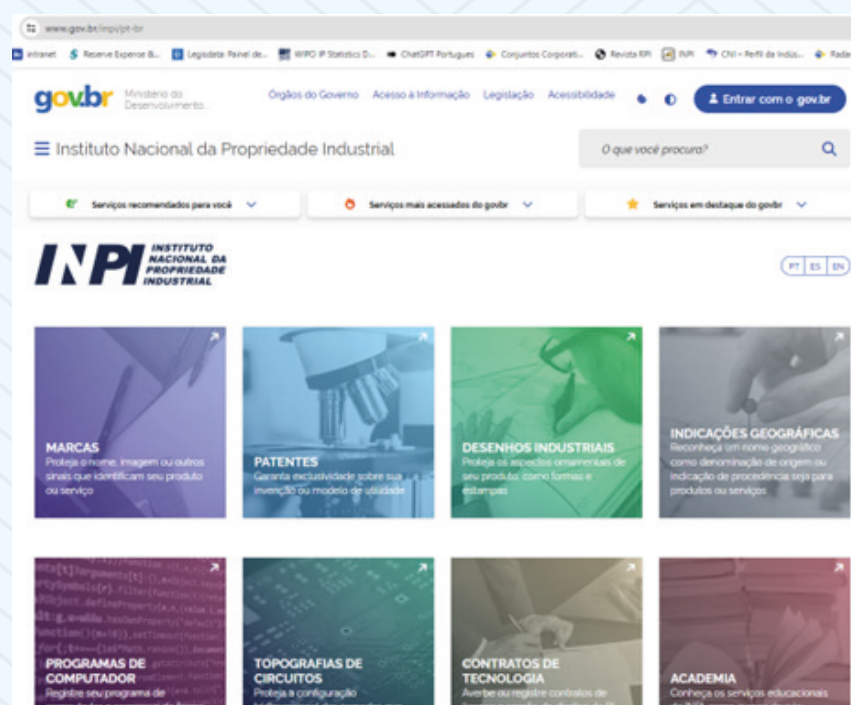 www.gov.br/inpi/pt-br
intranet Reserve Expense &... Legisdata Painel de... WIPO IP Statistics D... ChatGPT Portugues Conjuntos Corporati... Revista RPI INPI CNI - Perfil da Indús... Radar
gov.br Ministério do Órgãos do Governo Acesso à Informação Legislação Acessibilidade Entrar com o gov.br
Desenvolvimento...
Instituto Nacional da Propriedade Industrial O que você procura?
Serviços recomendados para você Serviços mais acessados do govbr Serviços em destaque do govbr
INPI INSTITUTO
NACIONAL DA
PROPRIEDADE
INDUSTRIAL
PT ES EN
MARCAS
Proteja o nome, imagem ou outros
sinais que identificam seu produto
ou serviço
PATENTES
Garanta exclusividade sobre sua
invenção ou modelo de utilidade
DESENHOS INDUSTRIAIS
Proteja os aspectos ornamentais de
seu produto, como formas e
estampas
INDICAÇÕES GEOGRÁFICAS
Reconheça um nome geográfico
como denominação de origem ou
indicação de procedência seja para
produtos ou serviços
PROGRAMAS DE
COMPUTADOR
Registre seu programa de
TOPOGRAFIAS DE
CIRCUITOS
Proteja a configuração
CONTRATOS DE
TECNOLOGIA
Averbe ou registre contratos de
ACADEMIA
Conheça os serviços educacionais